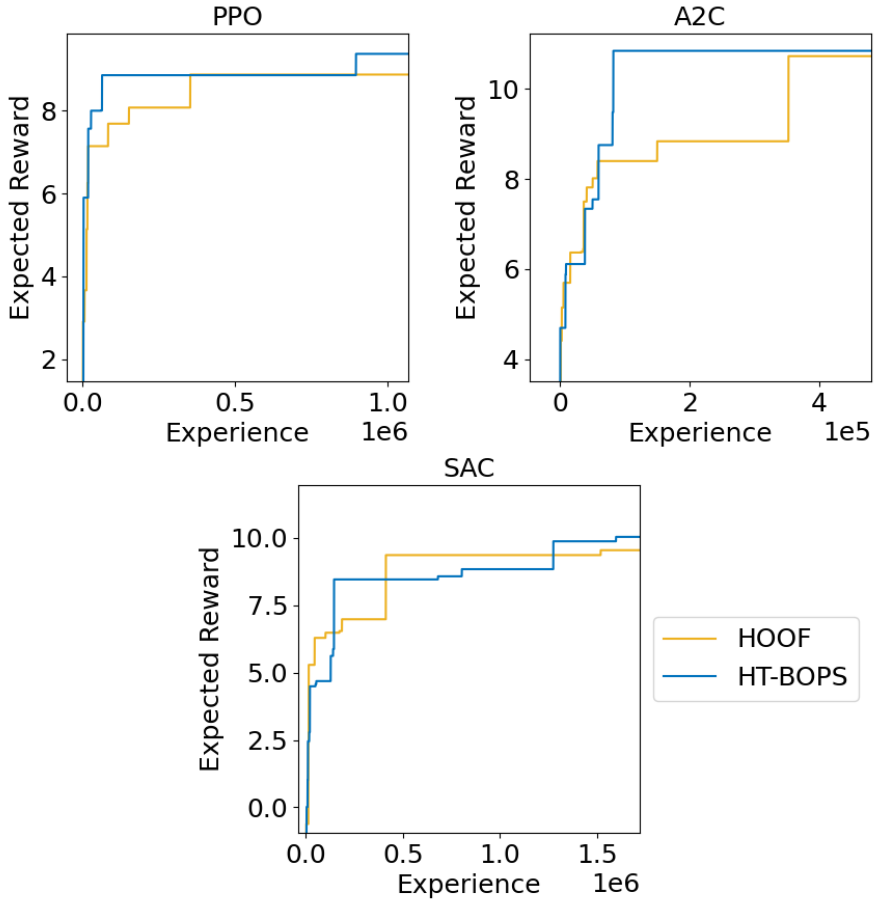 PPO
Expected Reward
8
6
4
2
0.0 0.5 1.0
Experience
1e6
A2C
Expected Reward
10
8
6
4
0 2 4
Experience
1e5
SAC
Expected Reward
10.0
7.5
5.0
2.5
0.0
0.0 0.5 1.0 1.5
Experience
1e6
HOOF
HT-BOPS